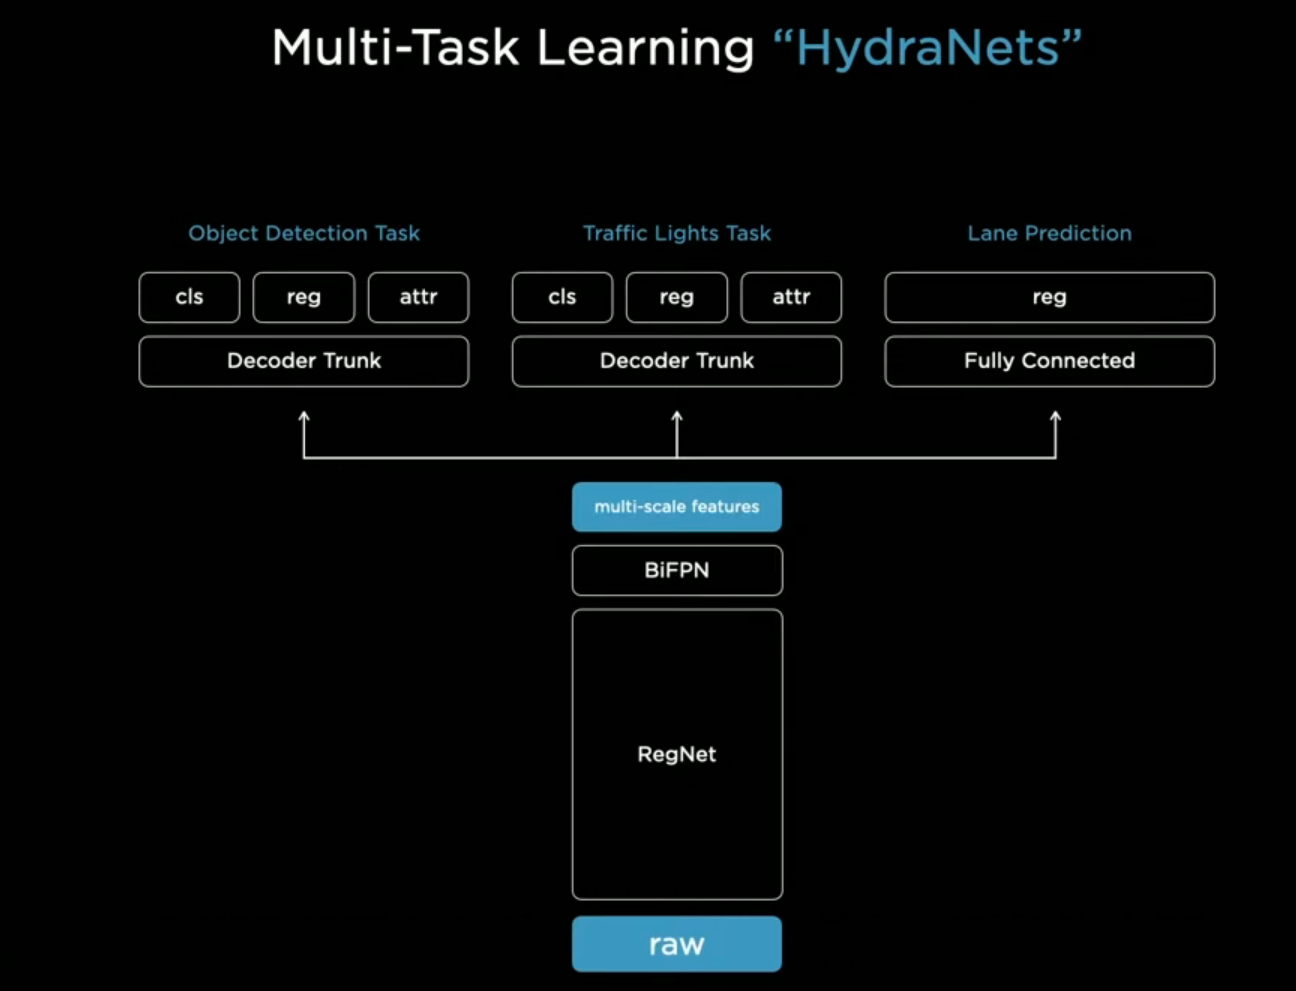 Multi-Task Learning “HydraNets”
Object Detection Task
Traffic Lights Task
Lane Prediction
cls reg attr
cls reg attr
reg
Decoder Trunk
Decoder Trunk
Fully Connected
multi-scale features
BiFPN
RegNet
raw